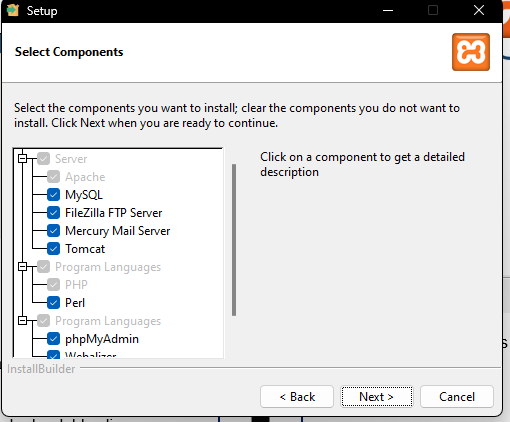 Setup
Select Components
Select the components you want to install; clear the components you do not want to
install. Click Next when you are ready to continue.
Server
Apache
MySQL
FileZilla FTP Server
Mercury Mail Server
Tomcat
Program Languages
PHP
Perl
Program Languages
phpMyAdmin
Webalizer
Click on a component to get a detailed
description
InstallBuilder
< Back
Next >
Cancel